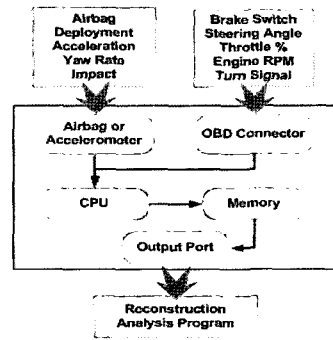 Airbag
Deployment
Acceleration
Yaw Rate
Impact
Brake Switch
Steering Angle
Throttle %
Engine RPM
Turn Signal
Airbag or
Accelerometer
OBD Connector
CPU
Memory
Output Port
Reconstruction
Analysis Program